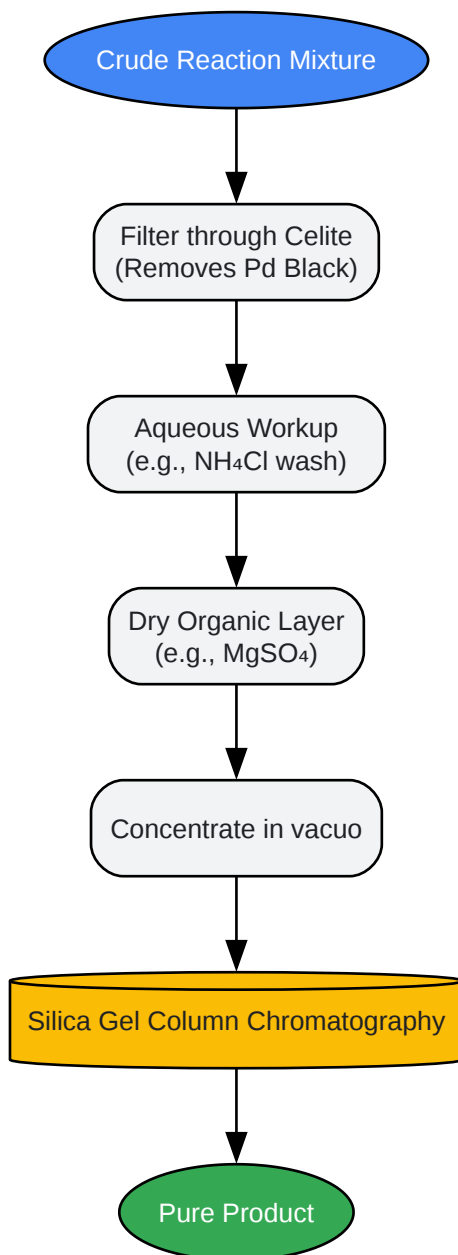 Crude Reaction Mixture
Filter through Celite
(Removes Pd Black)
Aqueous Workup
(e.g., NH₄Cl wash)
Dry Organic Layer
(e.g., MgSO₄)
Concentrate in vacuo
Silica Gel Column Chromatography
Pure Product